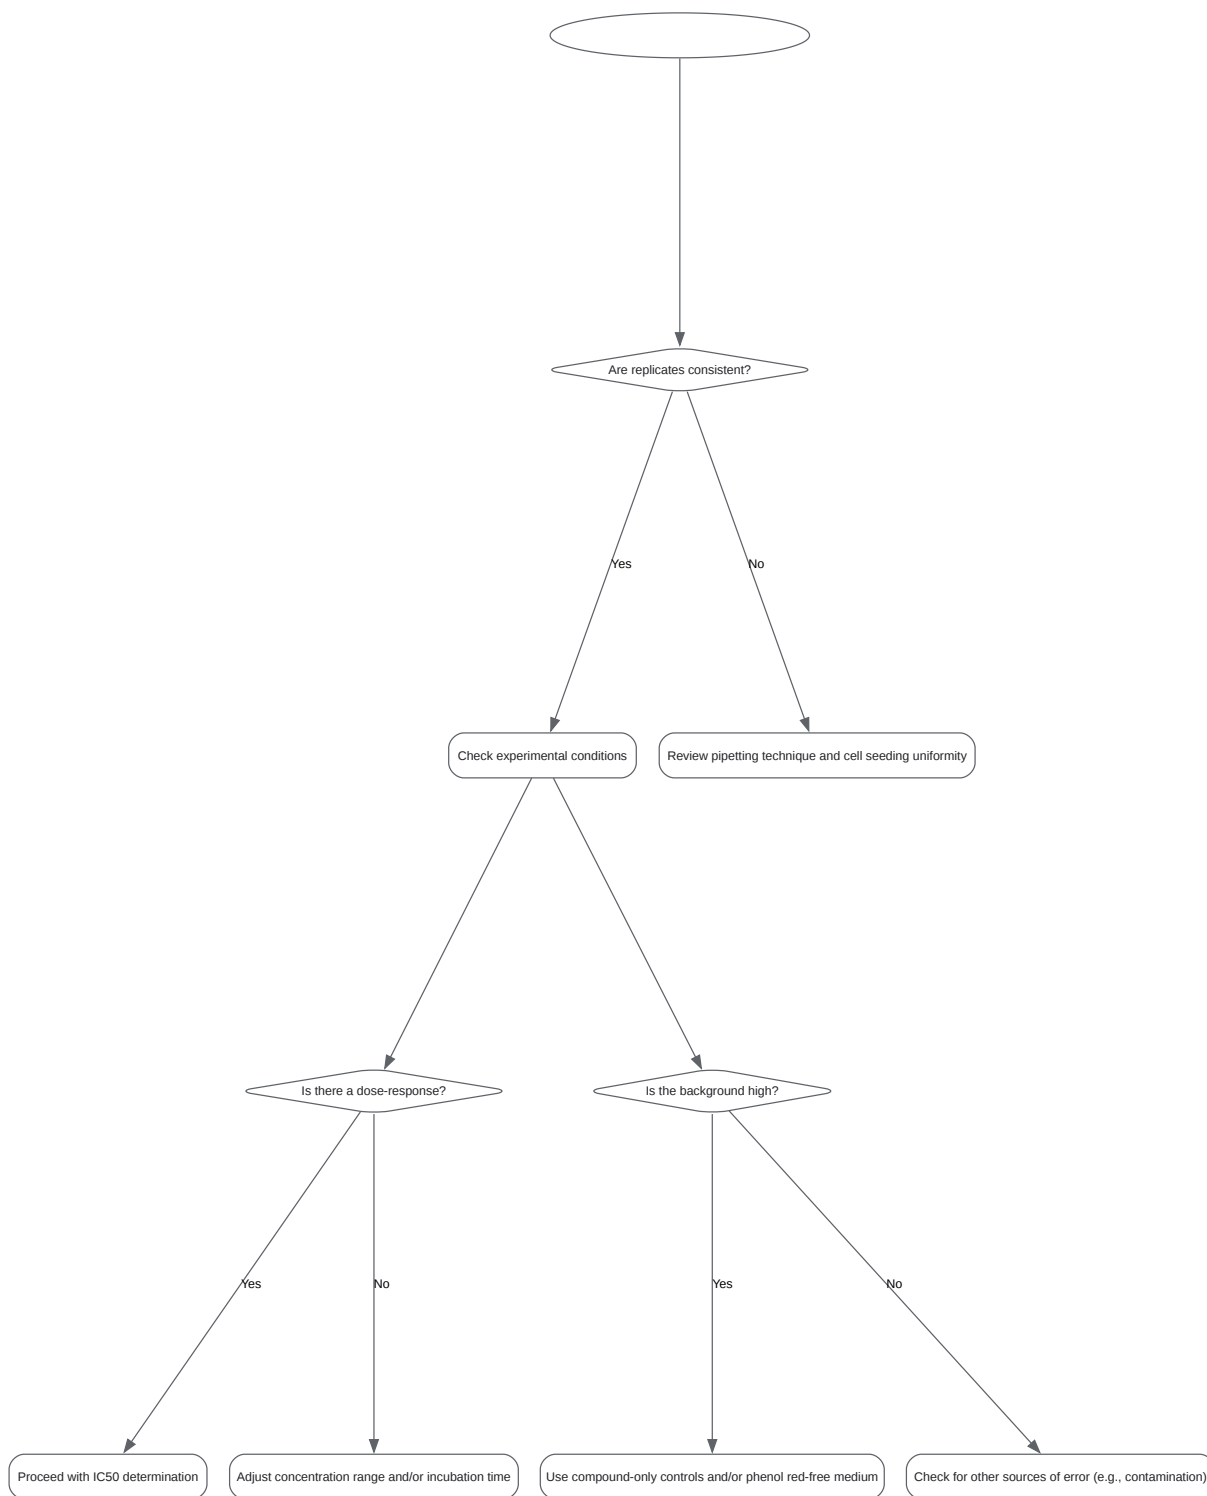 Are replicates consistent?
Yes
No
Check experimental conditions
Review pipetting technique and cell seeding uniformity
Is there a dose-response?
Is the background high?
Yes
No
Yes
No
Proceed with IC50 determination
Adjust concentration range and/or incubation time
Use compound-only controls and/or phenol red-free medium
Check for other sources of error (e.g., contamination)